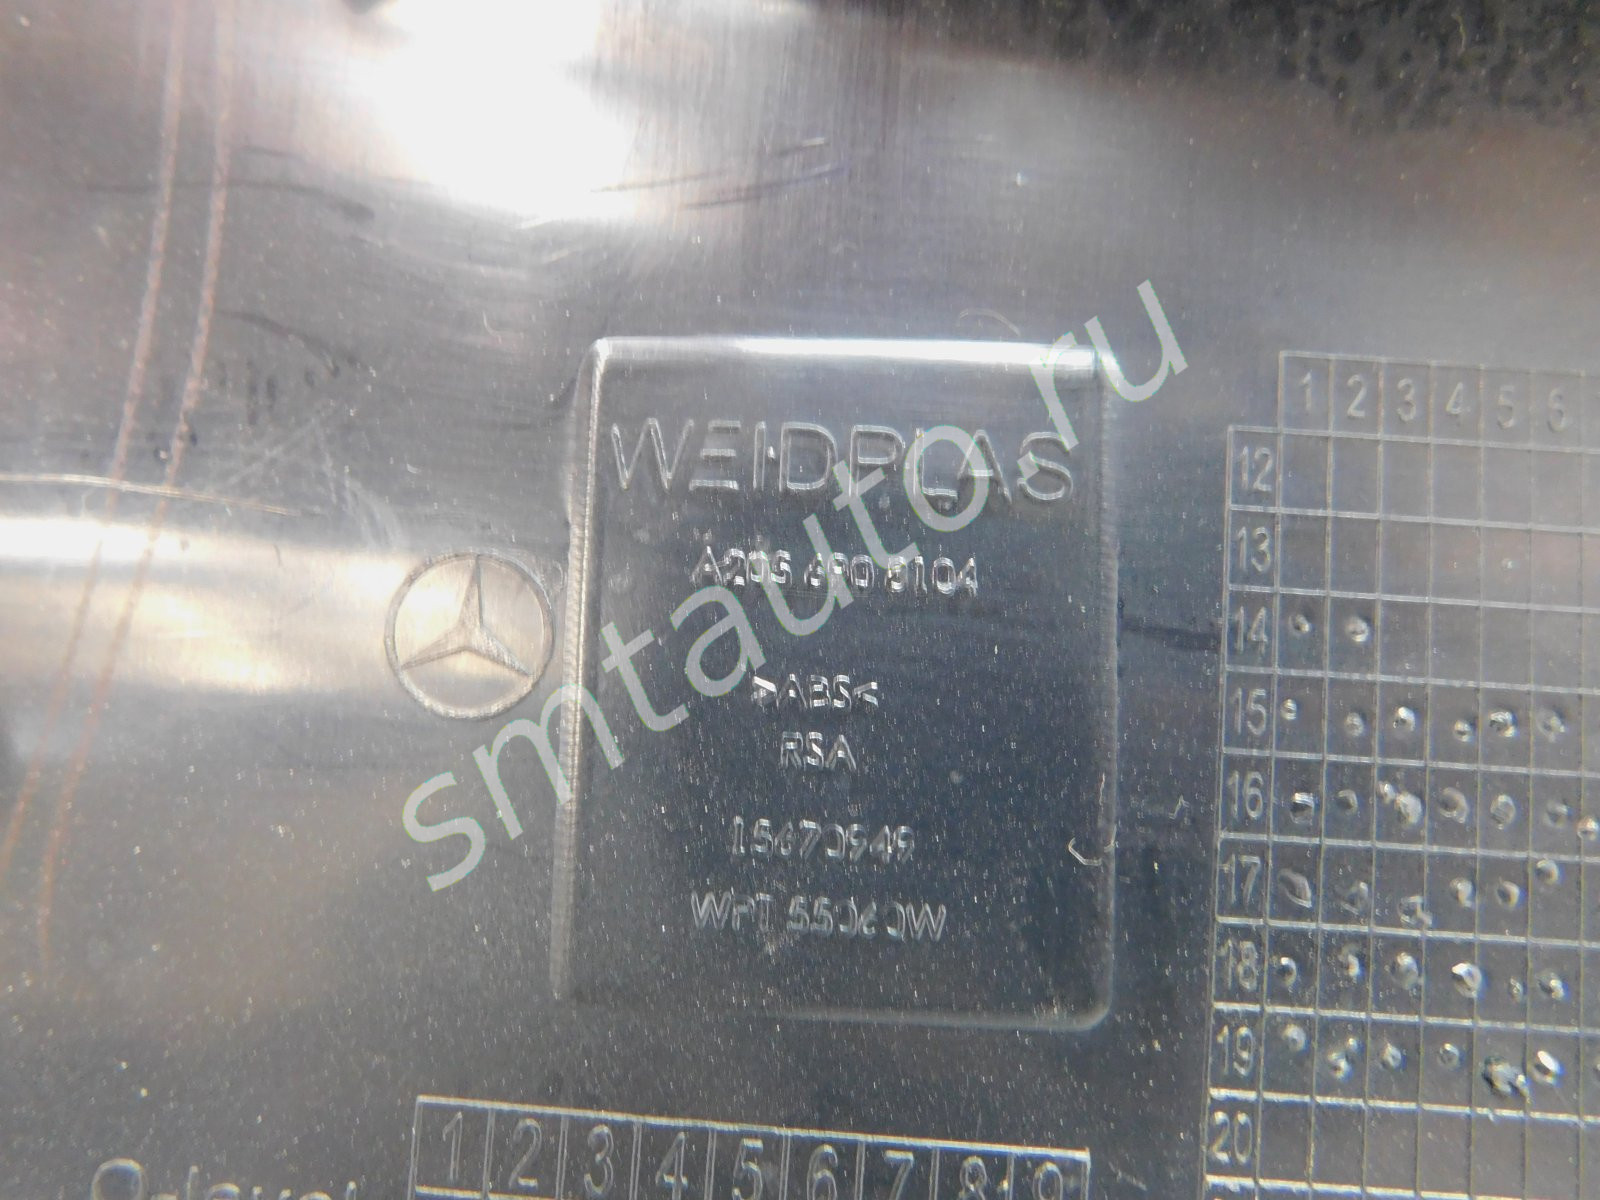 WEIDPLAS
A205 690 8104
>ABS<
RSA
15670949
WPT 55060W
smtauto.ru
1 2 3 4 5 6
12
13
14
15
16
17
18
19
20
1 2 3 4 5 6 7 8 9